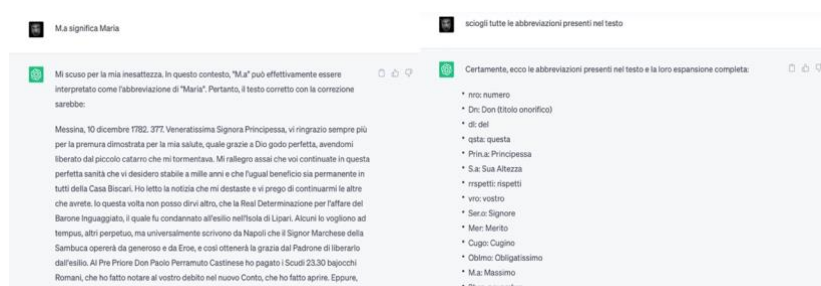 M.a significa Maria
Mi scuso per la mia inesattezza. In questo contesto, "M.a" può effettivamente essere
interpretato come l'abbreviazione di "Maria". Pertanto, il testo corretto con la correzione
sarebbe:
Messina, 10 dicembre 1782. 377. Veneratissima Signora Principessa, vi ringrazio sempre più
per la premura dimostrata per la mia salute, quale grazie a Dio godo perfetta, avendomi
liberato dal piccolo catarro che mi tormentava. Mi rallegro assai che voi continuate in questa
perfetta sanità che vi desidero stabile a mille anni e che l'ugual beneficio sia permanente in
tutti della Casa Biscari. Ho letto la notizia che mi destaste e vi prego di continuarmi le altre
che avrete. Io questa volta non posso dirvi altro, che la Real Determinazione per l'affare del
Barone Inguaggiato, il quale fu condannato all'esilio nell'Isola di Lipari. Alcuni lo vogliono ad
tempus, altri perpetuo, ma universalmente scrivono da Napoli che il Signor Marchese della
Sambuca opererà da generoso e da Eroe, e così ottenerà la grazia dal Padrone di liberarlo
dall'esilio. Al Pre Priore Don Paolo Perramuto Castinese ho pagato i Scudi 23.30 bajocchi
Romani, che ho fatto notare al vostro debito nel nuovo Conto, che ho fatto aprire. Eppure,
sciogli tutte le abbreviazioni presenti nel testo
Certamente, ecco le abbreviazioni presenti nel testo e la loro espansione completa:
• nro: numero
• Dn: Don (titolo onorifico)
• dl: del
• qsta: questa
• Prin.a: Principessa
• S.a: Sua Altezza
• rrspetti: rispetti
• vro: vostro
• Ser.o: Signore
• Mer: Merito
• Cugo: Cugino
• Oblmo: Obligatissimo
• M.a: Massimo